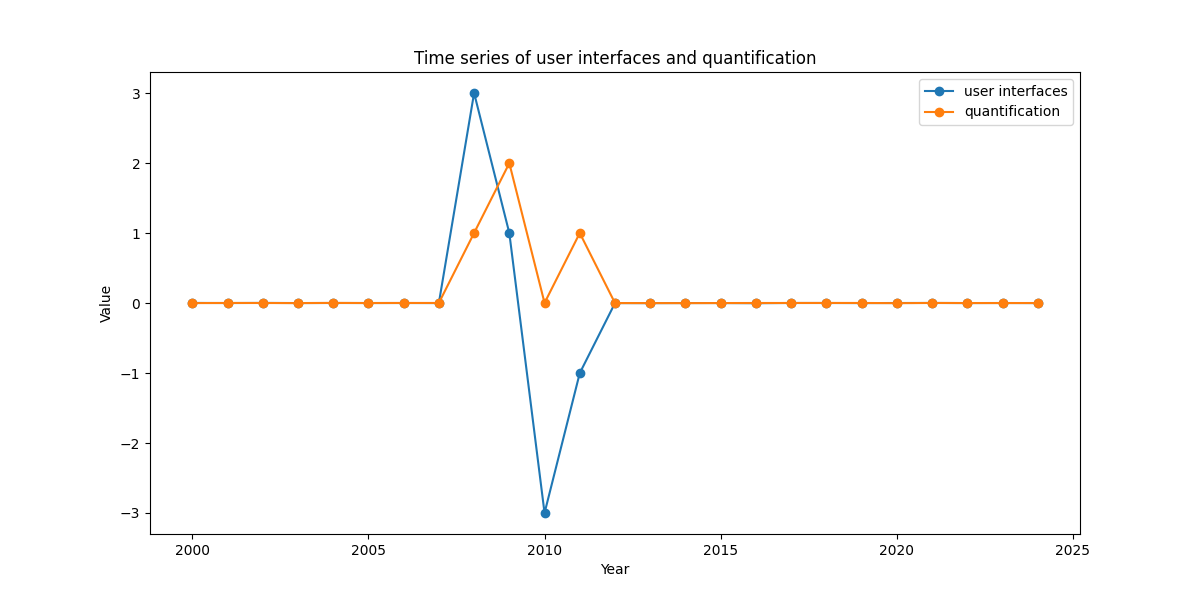 Time series of user interfaces and quantification
user interfaces
quantification
3
2
1
0
−1
−2
−3
Value
2000
2005
2010
2015
2020
2025
Year